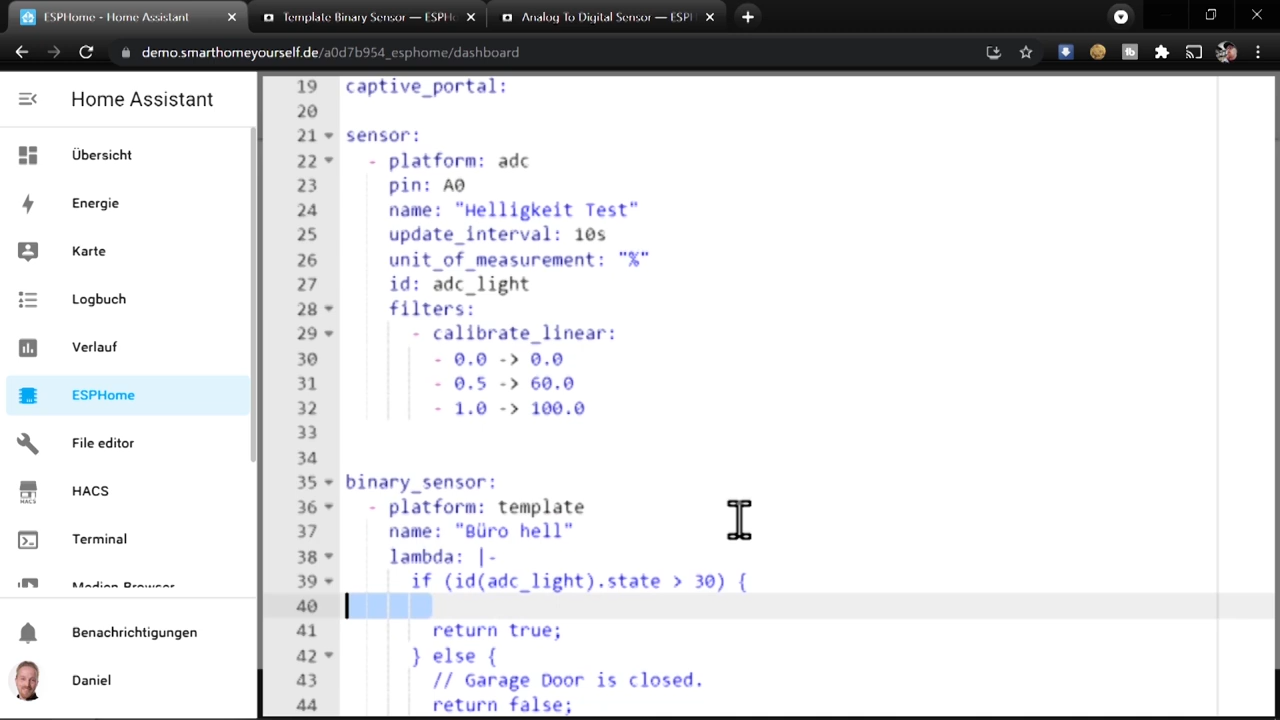 ESPHome - Home Assistant
Template Binary Sensor — ESPHo
Analog To Digital Sensor — ESPH
demo.smarthomeyourself.de/a0d7b954_esphome/dashboard
Home Assistant
Übersicht
Energie
Karte
Logbuch
Verlauf
ESPHome
File editor
HACS
HACS
Terminal
Medien Browser
Benachrichtigungen
Daniel
19 captive_portal:
20
21 sensor:
22 - platform: adc
23 pin: A0
24 name: "Helligkeit Test"
25 update_interval: 10s
26 unit_of_measurement: "%"
27 id: adc_light
28 filters:
29 - calibrate_linear:
30 - 0.0 -> 0.0
31 - 0.5 -> 60.0
32 - 1.0 -> 100.0
33
34
35 binary_sensor:
36 - platform: template
37 name: "Büro hell"
38 lambda: |-
39 if (id(adc_light).state > 30) {
40
41 return true;
42 } else {
43 // Garage Door is closed.
44 return false;